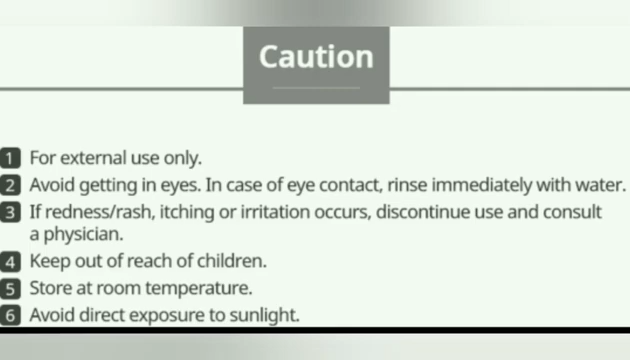 Caution
1 For external use only.
2 Avoid getting in eyes. In case of eye contact, rinse immediately with water.
3 If redness/rash, itching or irritation occurs, discontinue use and consult
a physician.
4 Keep out of reach of children.
5 Store at room temperature.
6 Avoid direct exposure to sunlight.